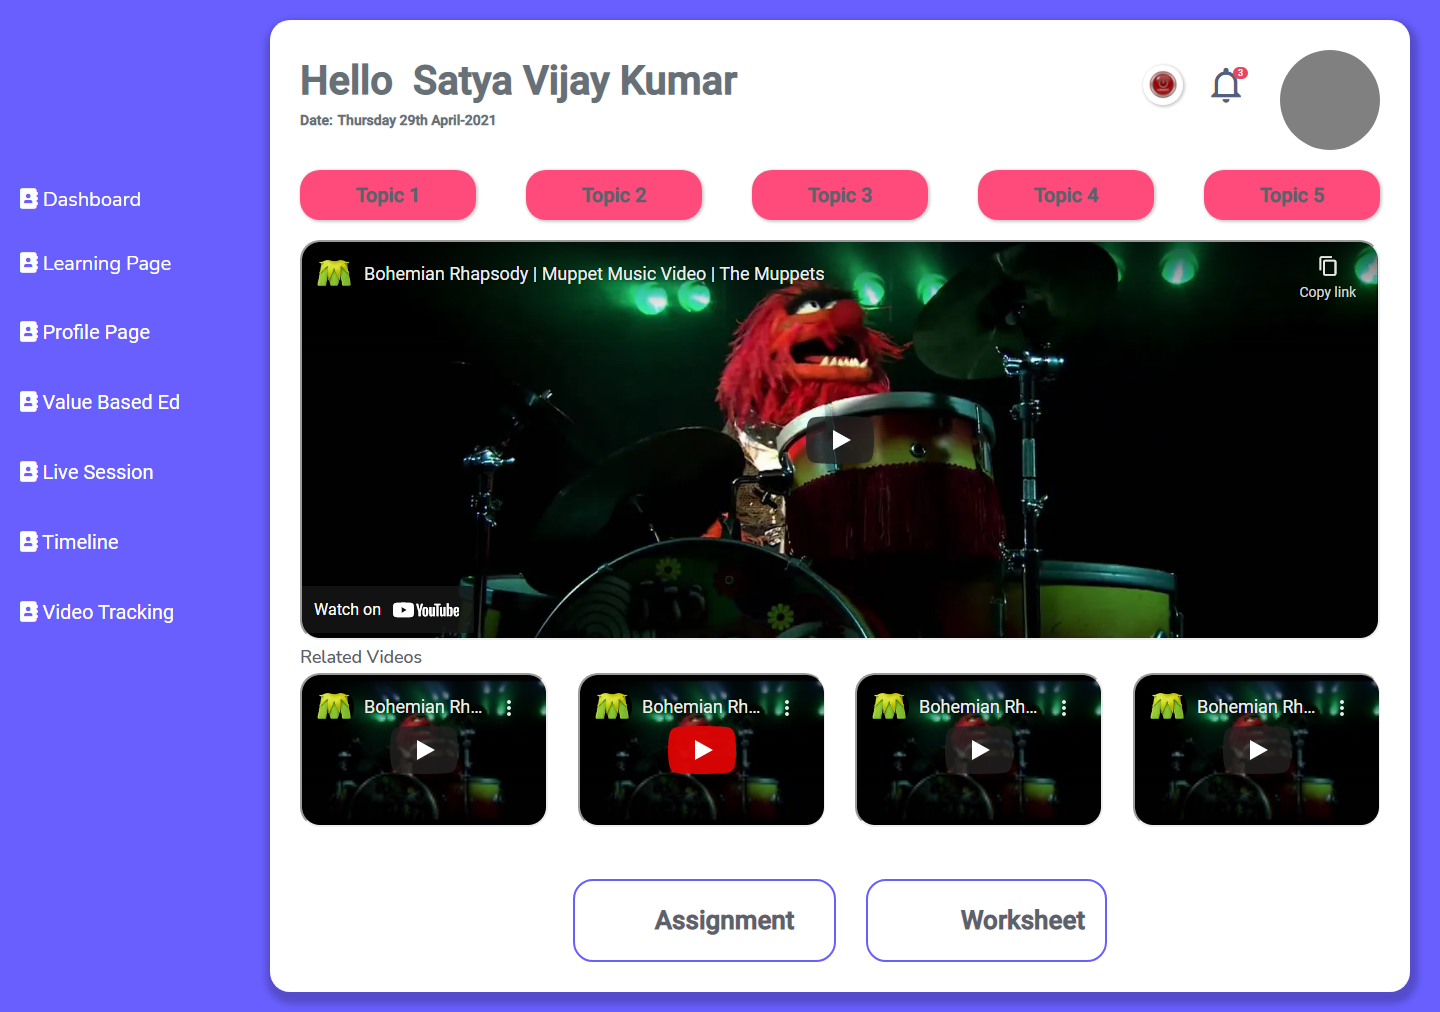 Hello Satya Vijay Kumar
Date: Thursday 29th April-2021
3
Dashboard
Learning Page
Profile Page
Value Based Ed
Live Session
Timeline
Video Tracking
Topic 1
Topic 2
Topic 3
Topic 4
Topic 5
Bohemian Rhapsody | Muppet Music Video | The Muppets
Copy link
Watch on YouTube
Related Videos
Bohemian Rh...
Bohemian Rh...
Bohemian Rh...
Bohemian Rh...
Assignment
Worksheet